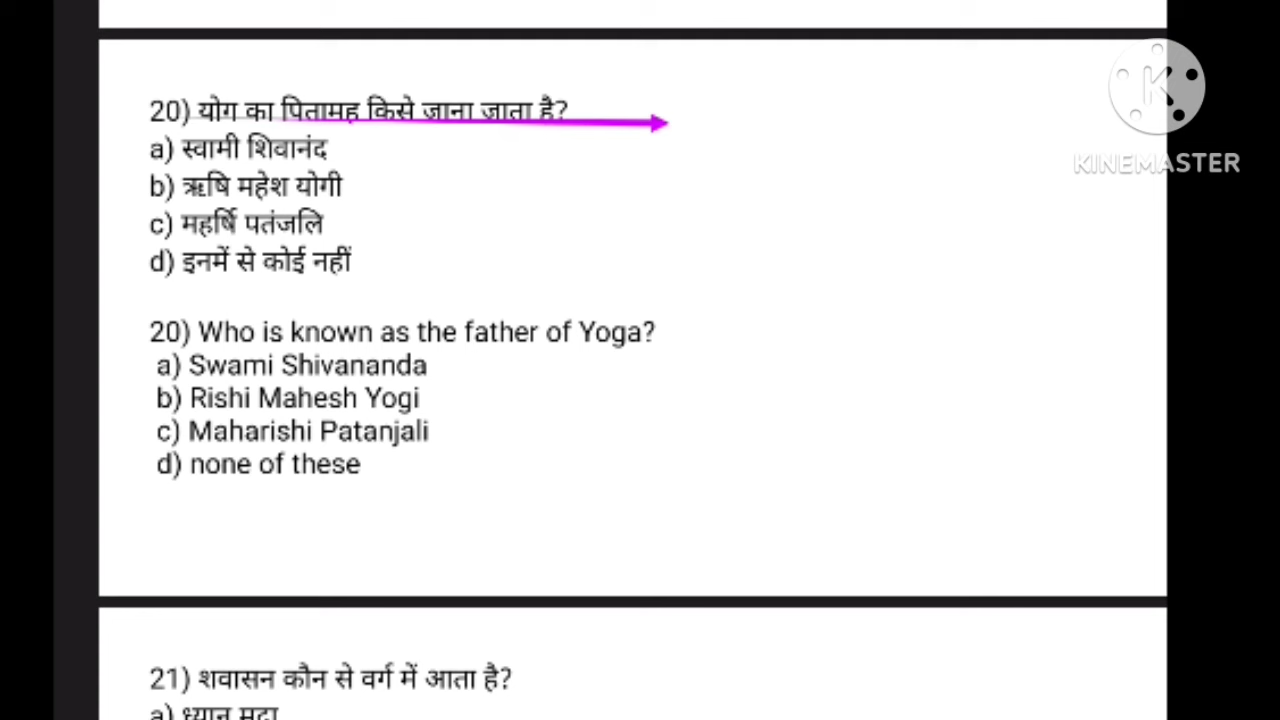 20) योग का पितामह किसे जाना जाता है?
a) स्वामी शिवानंद
b) ऋषि महेश योगी
c) महर्षि पतंजलि
d) इनमें से कोई नहीं
20) Who is known as the father of Yoga?
a) Swami Shivananda
b) Rishi Mahesh Yogi
c) Maharishi Patanjali
d) none of these
21) शवासन कौन से वर्ग में आता है?
a) ध्यान मुद्रा
KINEMASTER